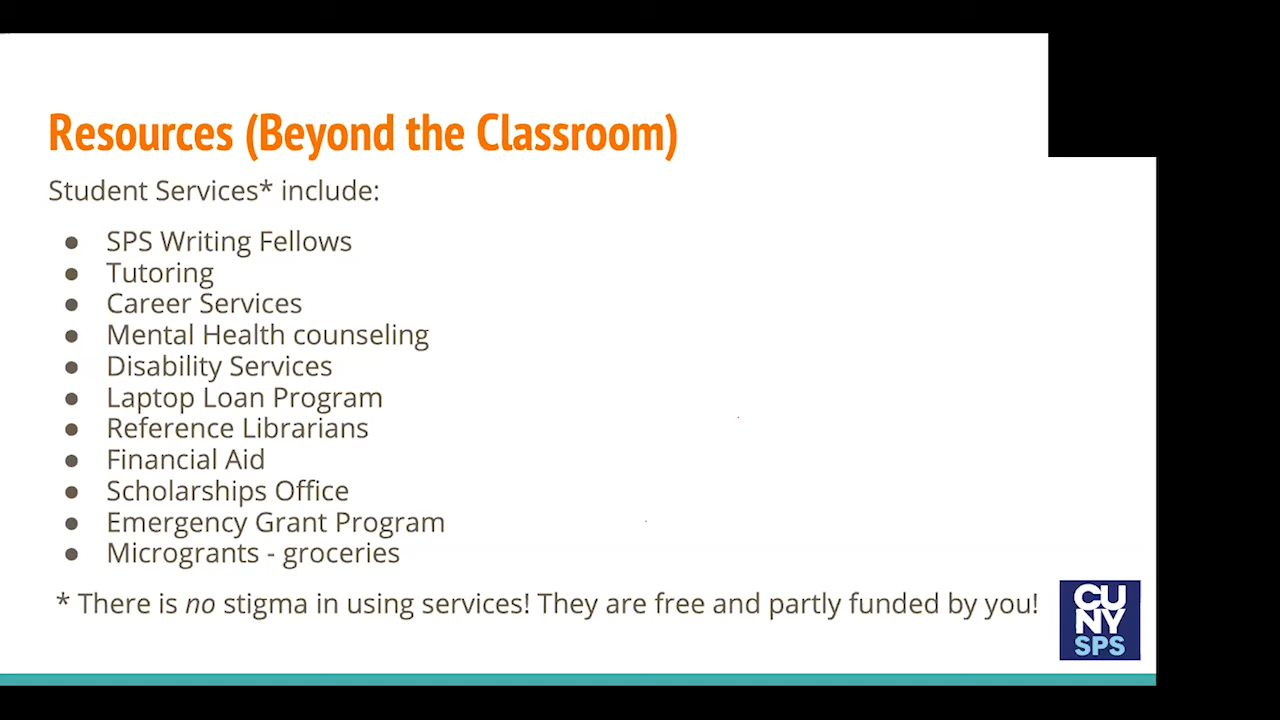 Resources (Beyond the Classroom)
Student Services* include:
● SPS Writing Fellows
● Tutoring
● Career Services
● Mental Health counseling
● Disability Services
● Laptop Loan Program
● Reference Librarians
● Financial Aid
● Scholarships Office
● Emergency Grant Program
● Microgrants - groceries
* There is no stigma in using services! They are free and partly funded by you!
CU
NY
SPS